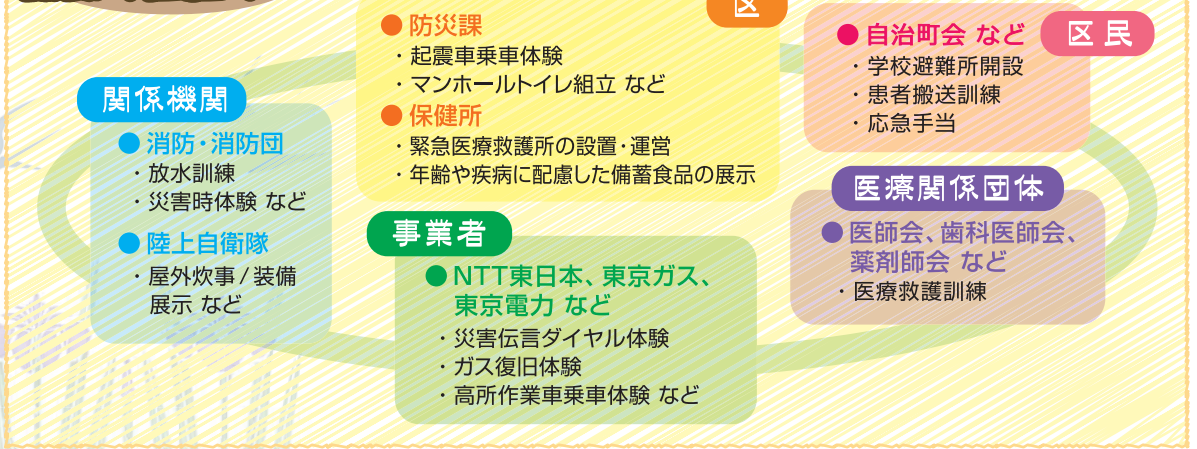 区
● 防災課
・起震車乗車体験
・マンホールトイレ組立 など
● 保健所
・緊急医療救護所の設置・運営
・年齢や疾病に配慮した備蓄食品の展示
区民
● 自治町会 など
・学校避難所開設
・患者搬送訓練
・応急手当
関係機関
● 消防・消防団
・放水訓練
・災害時体験 など
● 陸上自衛隊
・屋外炊事/装備
展示 など
事業者
● NTT東日本、東京ガス、
東京電力 など
・災害伝言ダイヤル体験
・ガス復旧体験
・高所作業車乗車体験 など
医療関係団体
● 医師会、歯科医師会、
薬剤師会 など
・医療救護訓練